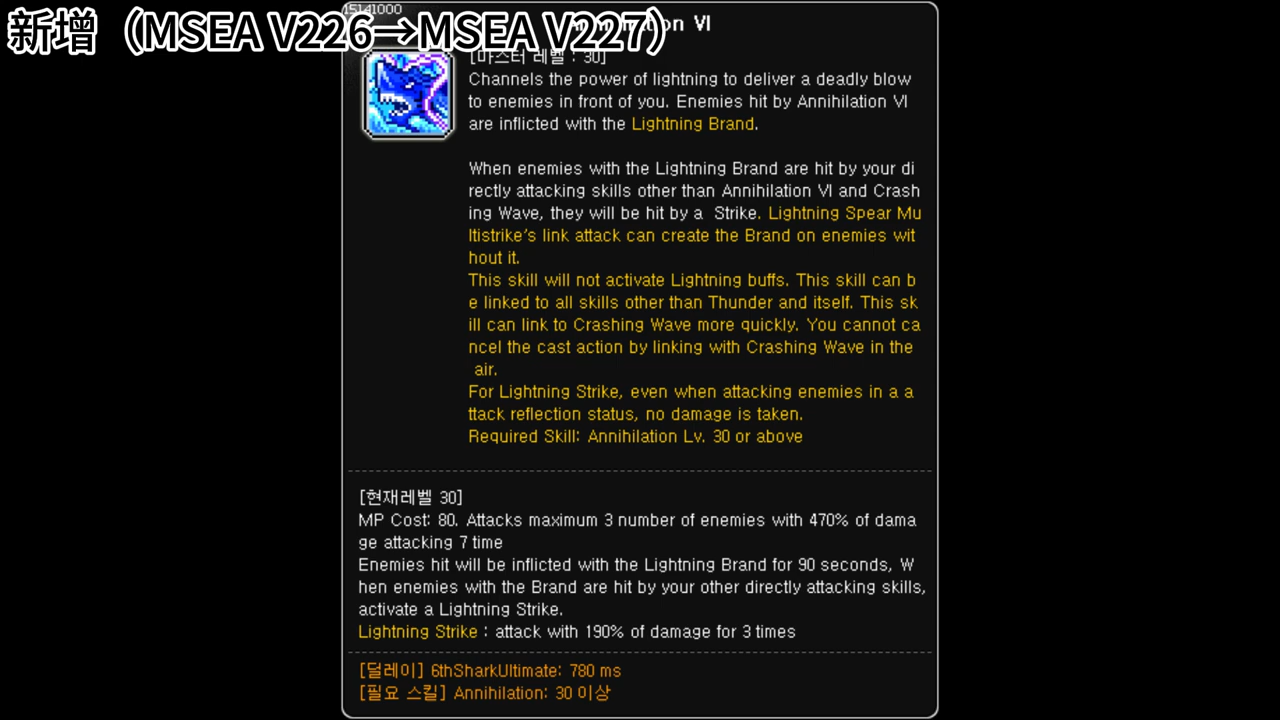 15141000
新增（MSEA V226→MSEA V227）
Annihilation VI
[마스터 레벨 : 30]
Channels the power of lightning to deliver a deadly blow
to enemies in front of you. Enemies hit by Annihilation VI
are inflicted with the Lightning Brand.
When enemies with the Lightning Brand are hit by your di
rectly attacking skills other than Annihilation VI and Crash
ing Wave, they will be hit by a  Strike. Lightning Spear Mu
ltistrike's link attack can create the Brand on enemies wit
hout it.
This skill will not activate Lightning buffs. This skill can b
e linked to all skills other than Thunder and itself. This sk
ill can link to Crashing Wave more quickly. You cannot ca
ncel the cast action by linking with Crashing Wave in the
air.
For Lightning Strike, even when attacking enemies in a a
ttack reflection status, no damage is taken.
Required Skill: Annihilation Lv. 30 or above
[현재레벨 30]
MP Cost: 80. Attacks maximum 3 number of enemies with 470% of dama
ge attacking 7 time
Enemies hit will be inflicted with the Lightning Brand for 90 seconds, W
hen enemies with the Brand are hit by your other directly attacking skills,
activate a Lightning Strike.
Lightning Strike : attack with 190% of damage for 3 times
[딜레이] 6thSharkUltimate: 780 ms
[필요 스킬] Annihilation: 30 이상